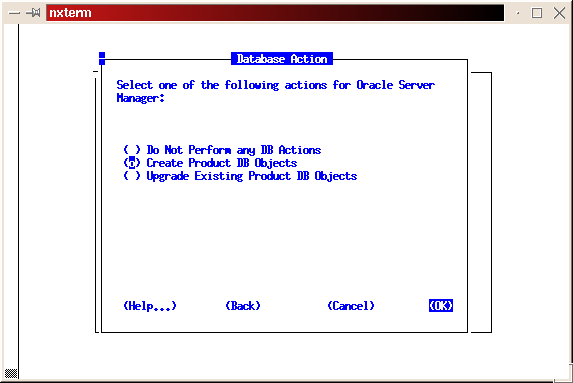 nxterm
Database Action
Select one of the following actions for Oracle Server
Manager:
( ) Do Not Perform any DB Actions
(*) Create Product DB Objects
( ) Upgrade Existing Product DB Objects
(Help...) (Back) (Cancel) (OK)